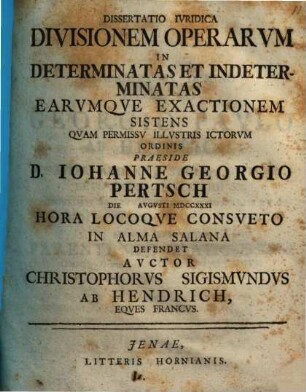 DISSERTATIO IVRIDICA
DIVISIONEM OPERARVM
IN
DETERMINATAS ET INDETER-
MINATAS
EARVMQVE EXACTIONEM
SISTENS
QVAM PERMISSV ILLVSTRIS ICTORVM
ORDINIS
PRAESIDE
D. IOHANNE GEORGIO
PERTSCH
DIE AVGVSTI MDCCXXXI
HORA LOCOQVE CONSVETO
IN ALMA SALANA
DEFENDET
AVCTOR
CHRISTOPHORVS SIGISMVNDVS
AB HENDRICH,
EQVES FRANCVS.
JENAE,
LITTERIS HORNIANIS.